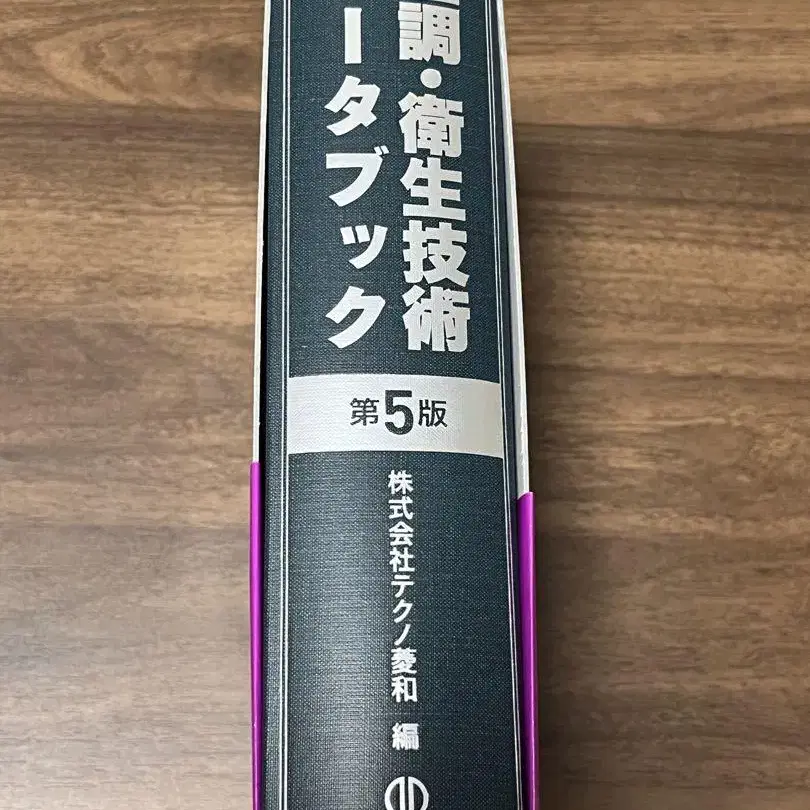 調・衛生技術
ータブック
第5版
株式会社テクノ菱和 編